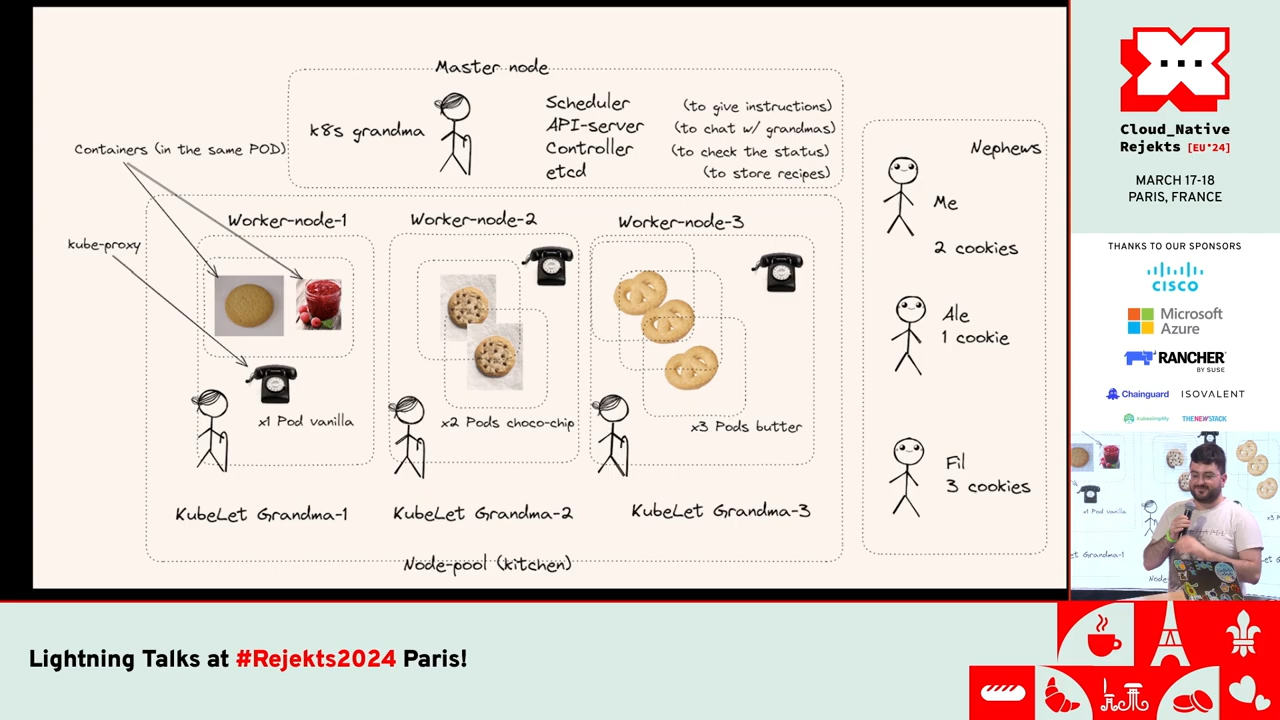 Master node
k8s grandma
Scheduler (to give instructions)
API-server (to chat w/ grandmas)
Controller (to check the status)
etcd (to store recipes)
Containers (in the same POD)
kube-proxy
Worker-node-1
Worker-node-2
Worker-node-3
x1 Pod vanilla
x2 Pods choco-chip
x3 Pods butter
KubeLet Grandma-1
KubeLet Grandma-2
KubeLet Grandma-3
Node-pool (kitchen)
Nephews
Me
2 cookies
Ale
1 cookie
Fil
3 cookies
Cloud_Native
Rejekts [EU*24]
MARCH 17-18
PARIS, FRANCE
THANKS TO OUR SPONSORS
CISCO
Microsoft
Azure
RANCHER
BY SUSE
Chainguard
ISOVALENT
Kubesimplify
THENEWSTACK
x1 Pod vanilla
Lightning Talks at #Rejekts2024 Paris!